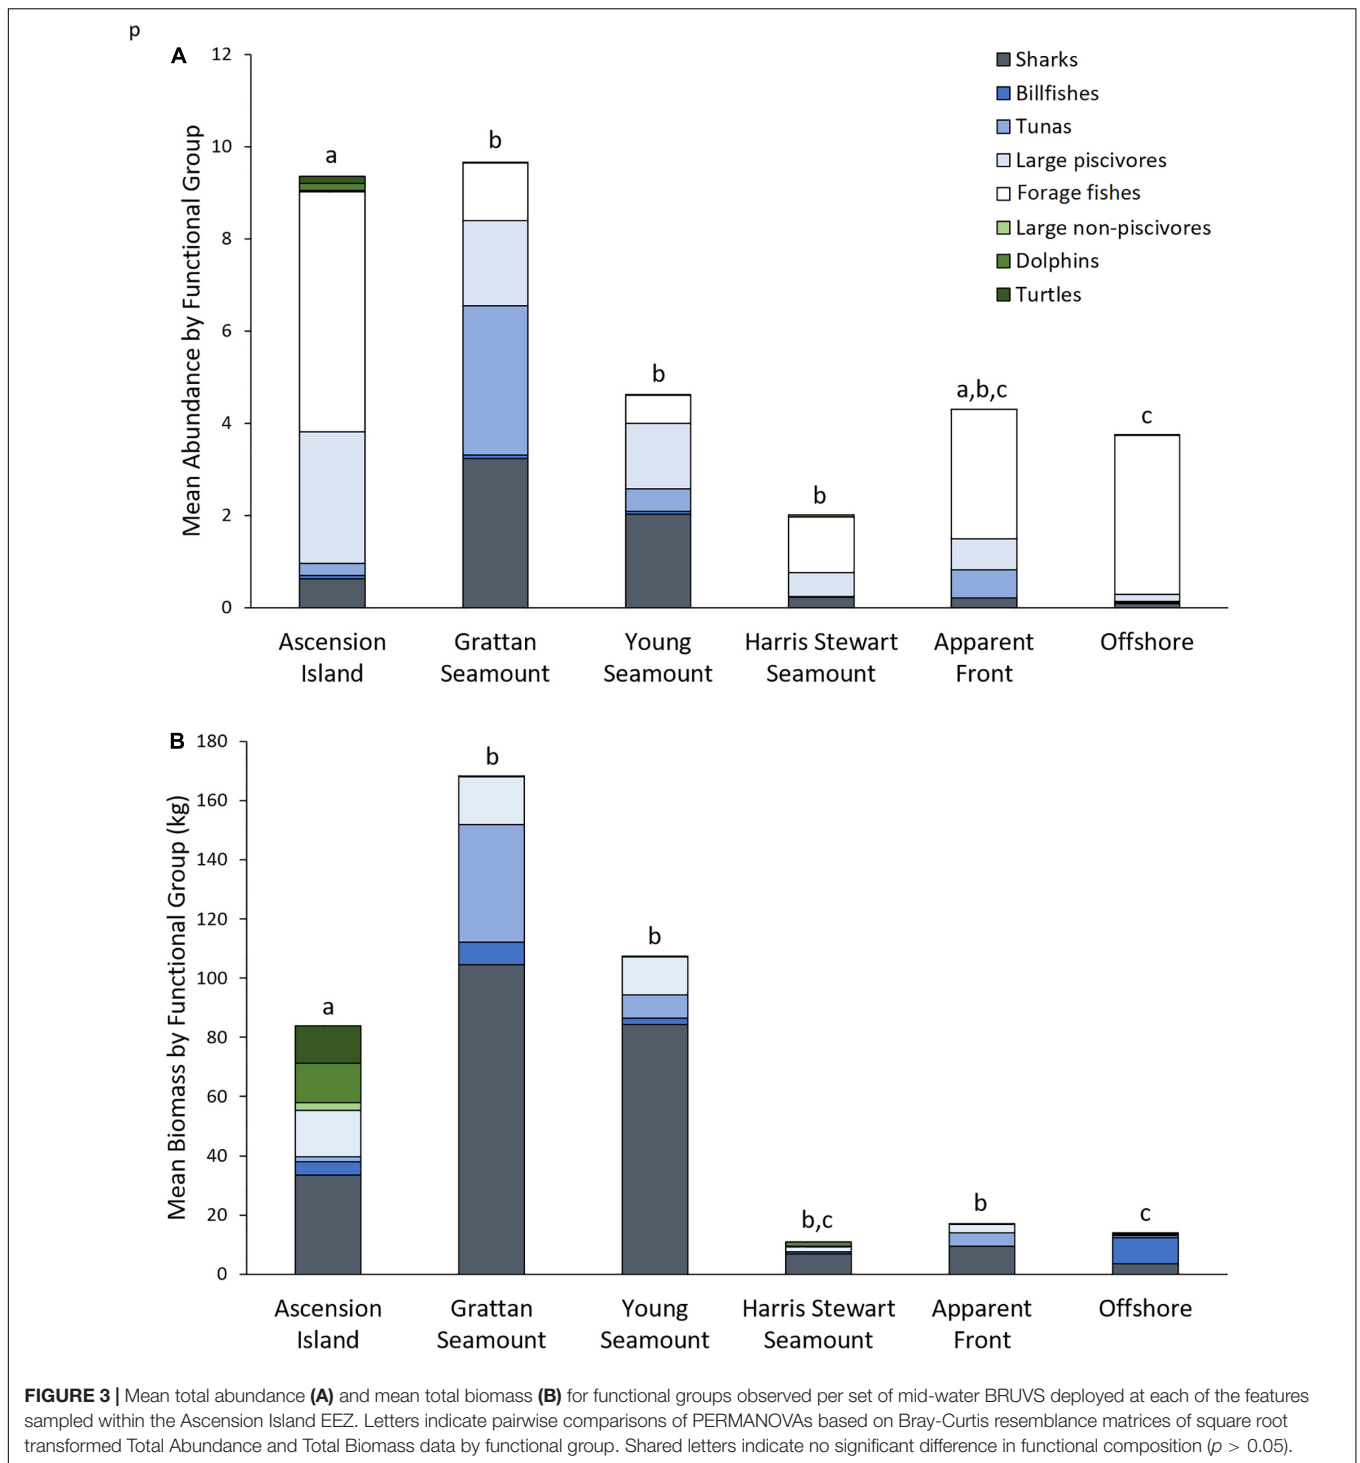 p
A
Mean Abundance by Functional Group
12
10
8
6
4
2
0
Sharks
Billfishes
Tunas
Large piscivores
Forage fishes
Large non-piscivores
Dolphins
Turtles
a
b
b
b
a,b,c
c
Ascension Island
Grattan Seamount
Young Seamount
Harris Stewart Seamount
Apparent Front
Offshore
B
Mean Biomass by Functional Group (kg)
180
160
140
120
100
80
60
40
20
0
a
b
b
b,c
b
c
Ascension Island
Grattan Seamount
Young Seamount
Harris Stewart Seamount
Apparent Front
Offshore
FIGURE 3 | Mean total abundance (A) and mean total biomass (B) for functional groups observed per set of mid-water BRUVS deployed at each of the features
sampled within the Ascension Island EEZ. Letters indicate pairwise comparisons of PERMANOVAs based on Bray-Curtis resemblance matrices of square root
transformed Total Abundance and Total Biomass data by functional group. Shared letters indicate no significant difference in functional composition (p > 0.05).